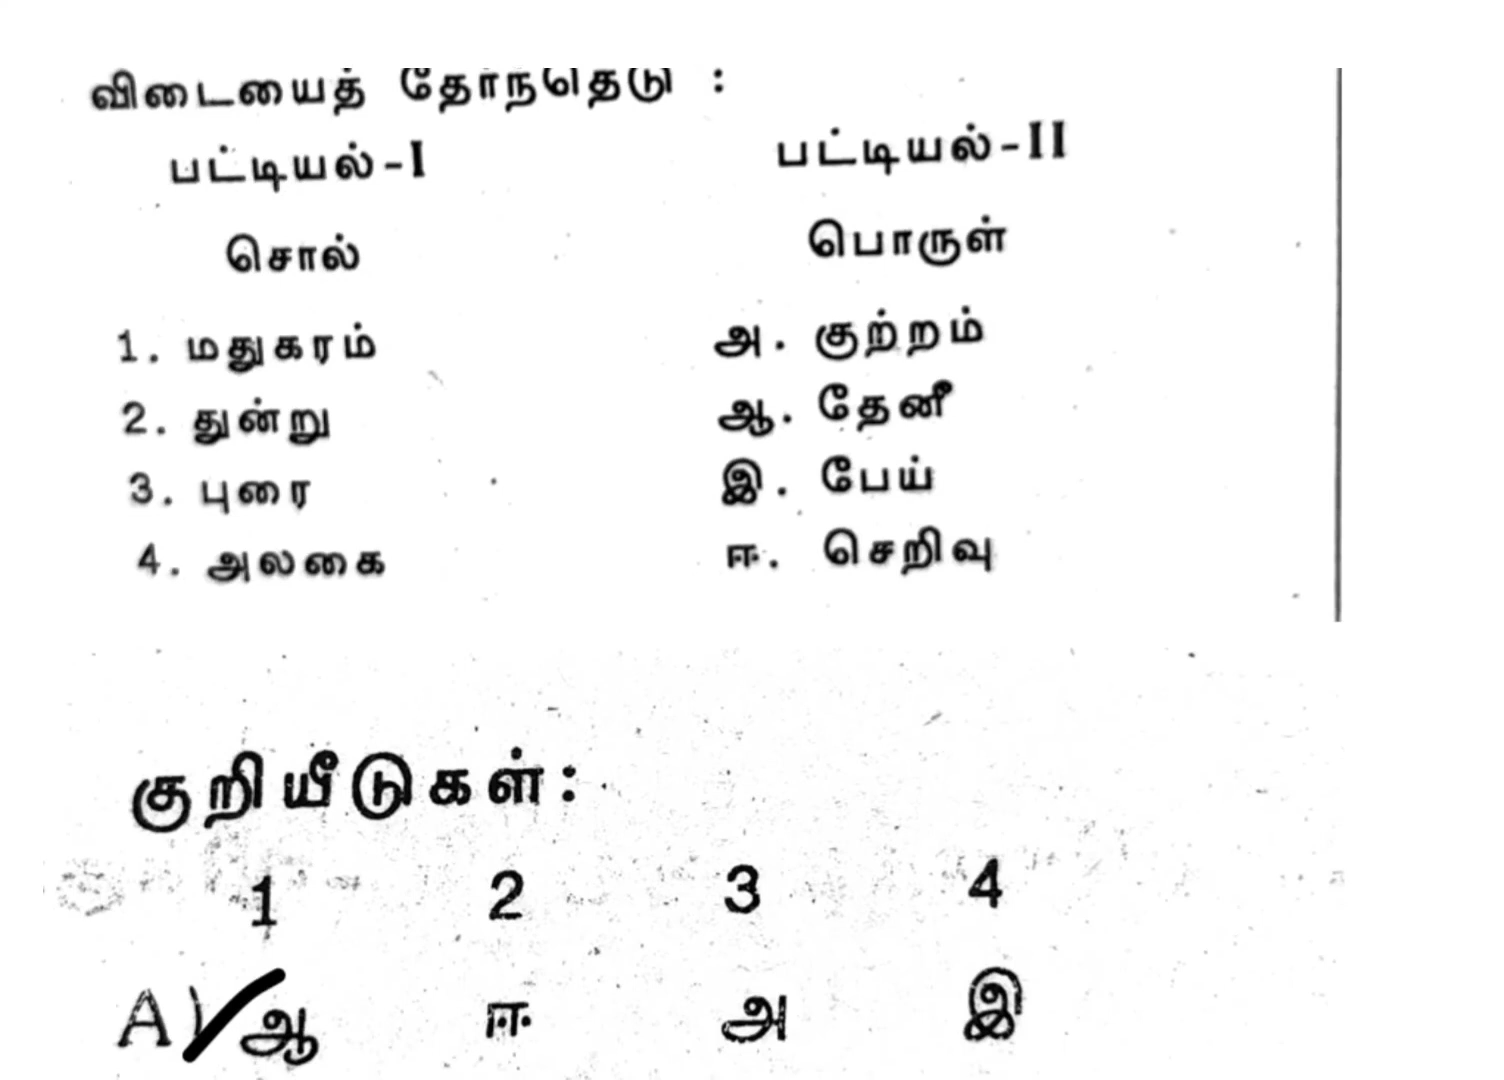 விடையைத் தேர்ந்தெடு :
பட்டியல்-I பட்டியல்-II
சொல் பொருள்
1. மதுகரம் அ. குற்றம்
2. துன்று ஆ. தேனீ
3. புரை இ. பேய்
4. அலகை ஈ. செறிவு
குறியீடுகள்:
1 2 3 4
A) ஆ ஈ அ இ